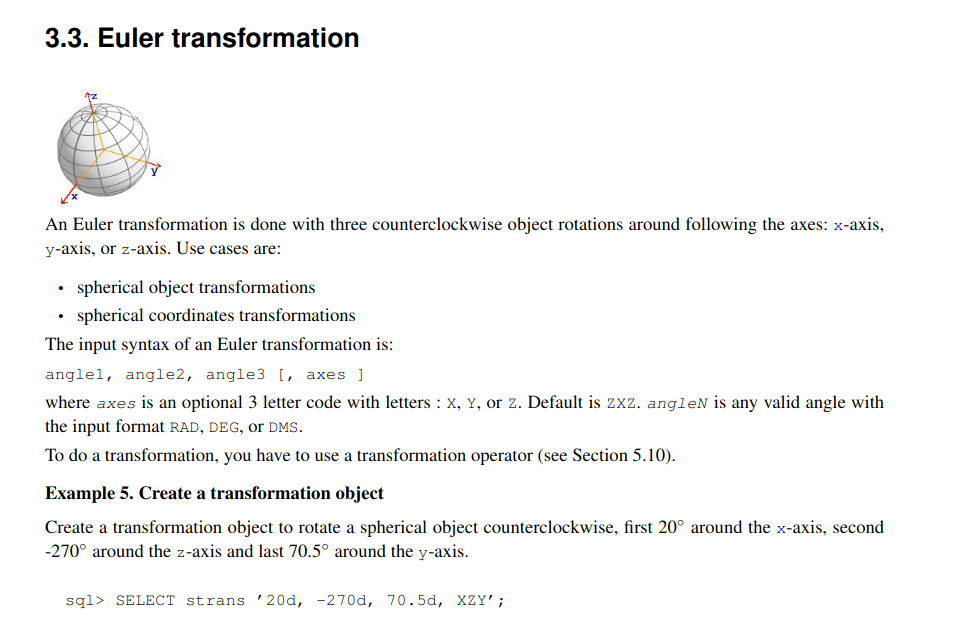 3.3. Euler transformation
z
y
x
An Euler transformation is done with three counterclockwise object rotations around following the axes: x-axis,
y-axis, or z-axis. Use cases are:
• spherical object transformations
• spherical coordinates transformations
The input syntax of an Euler transformation is:
angle1, angle2, angle3 [, axes ]
where axes is an optional 3 letter code with letters : X, Y, or Z. Default is ZXZ. angleN is any valid angle with
the input format RAD, DEG, or DMS.
To do a transformation, you have to use a transformation operator (see Section 5.10).
Example 5. Create a transformation object
Create a transformation object to rotate a spherical object counterclockwise, first 20° around the x-axis, second
-270° around the z-axis and last 70.5° around the y-axis.
sql> SELECT strans ’20d, -270d, 70.5d, XZY’;